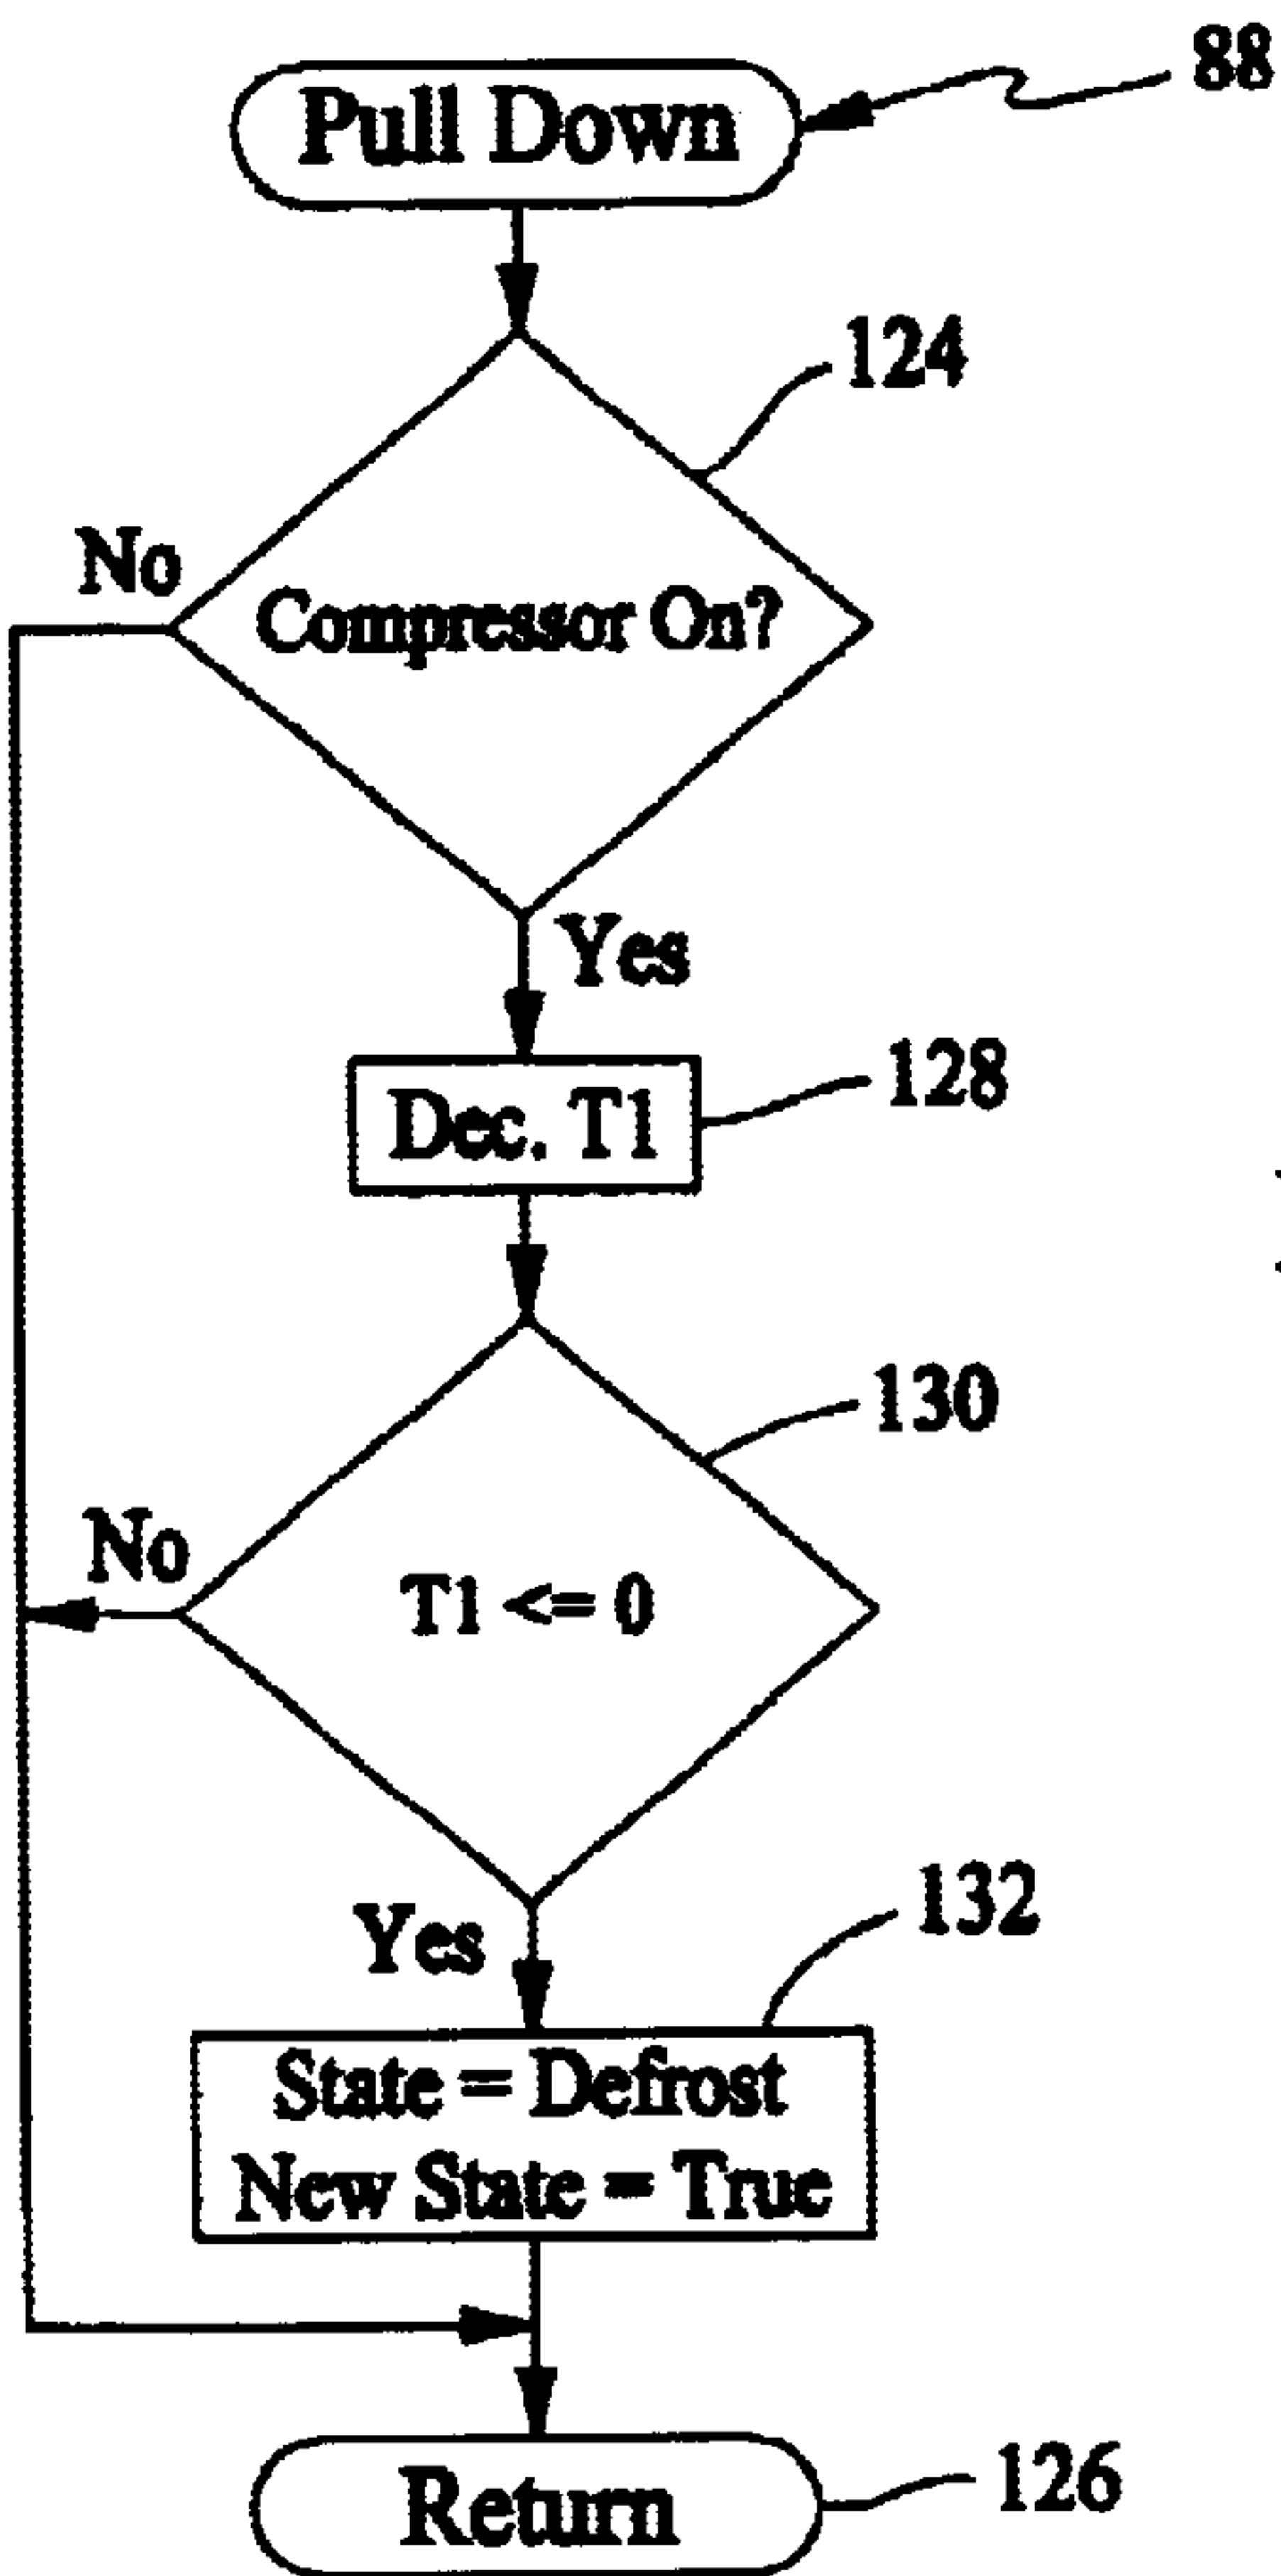 88
Pull Down
124
No
Compressor On?
Yes
128
Dec. T1
130
No
T1 <= 0
Yes
132
State = Defrost
New State = True
Return
126